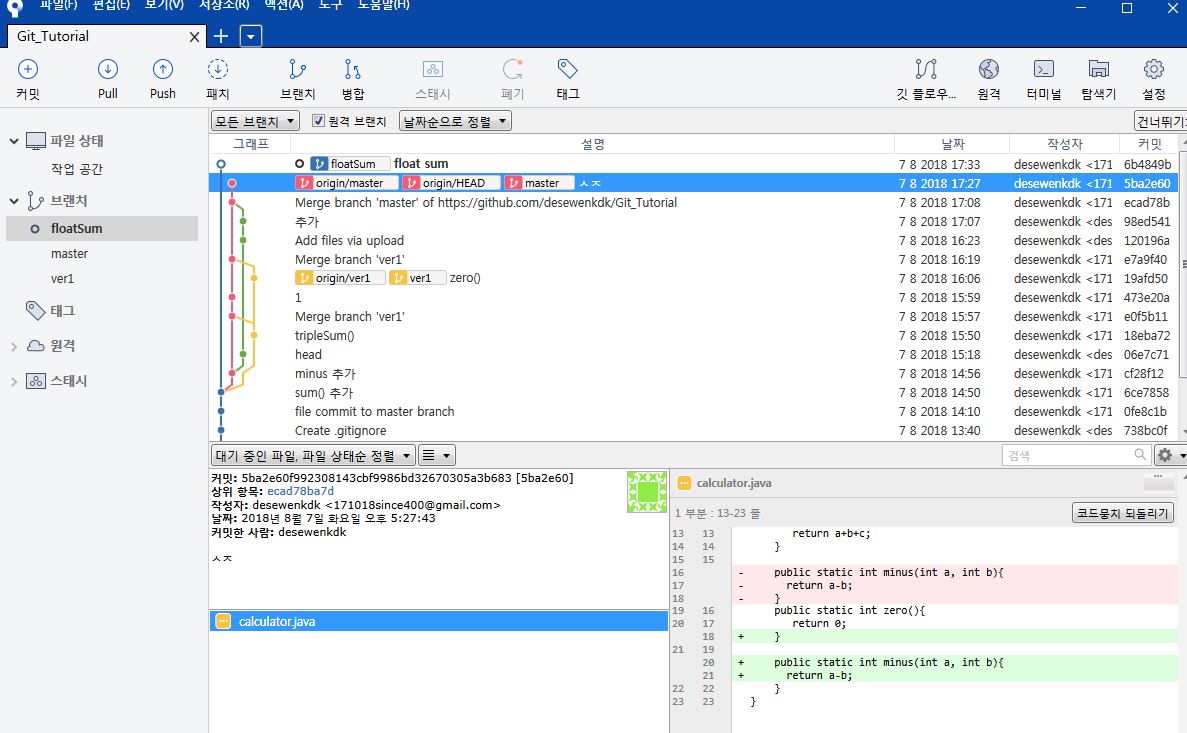 파일(F) 편집(E) 보기(V) 저장소(R) 액션(A) 도구 도움말(H)
Git_Tutorial
커밋 Pull Push 패치 브랜치 병합 스태시 폐기 태그 깃 플로우... 원격 터미널 탐색기 설정
모든 브랜치 원격 브랜치 날짜순으로 정렬 건너뛰기:
파일 상태
작업 공간
브랜치
floatSum
master
ver1
태그
원격
스태시
그래프 설명 날짜 작성자 커밋
floatSum float sum 7 8 2018 17:33 desewenkdk <171 6b4849b
origin/master origin/HEAD master ㅅㅈ 7 8 2018 17:27 desewenkdk <171 5ba2e60
Merge branch 'master' of https://github.com/desewenkdk/Git_Tutorial 7 8 2018 17:08 desewenkdk <171 ecad78b
추가 7 8 2018 17:07 desewenkdk <des 98ed541
Add files via upload 7 8 2018 16:23 desewenkdk <des 120196a
Merge branch 'ver1' 7 8 2018 16:19 desewenkdk <171 e7a9f40
origin/ver1 ver1 zero() 7 8 2018 16:06 desewenkdk <171 19afd50
1 7 8 2018 15:59 desewenkdk <171 473e20a
Merge branch 'ver1' 7 8 2018 15:57 desewenkdk <171 e0f5b11
tripleSum() 7 8 2018 15:50 desewenkdk <171 18eba72
head 7 8 2018 15:18 desewenkdk <des 06e7c71
minus 추가 7 8 2018 14:56 desewenkdk <171 cf28f12
sum() 추가 7 8 2018 14:50 desewenkdk <171 6ce7858
file commit to master branch 7 8 2018 14:10 desewenkdk <171 0fe8c1b
Create .gitignore 7 8 2018 13:40 desewenkdk <des 738bc0f
대기 중인 파일, 파일 상태순 정렬 검색
커밋: 5ba2e60f992308143cbf9986bd32670305a3b683 [5ba2e60]
상위 항목: ecad78ba7d
작성자: desewenkdk <171018since400@gmail.com>
날짜: 2018년 8월 7일 화요일 오후 5:27:43
커밋한 사람: desewenkdk
ㅅㅈ
calculator.java
calculator.java
1 부분 : 13-23 줄 코드뭉치 되돌리기
13 13 return a+b+c;
14 14 }
15 15
16 - public static int minus(int a, int b){
17 - return a-b;
18 - }
19 16 public static int zero(){
20 17 return 0;
18 + }
21 19
20 + public static int minus(int a, int b){
21 + return a-b;
22 22 }
23 23 }